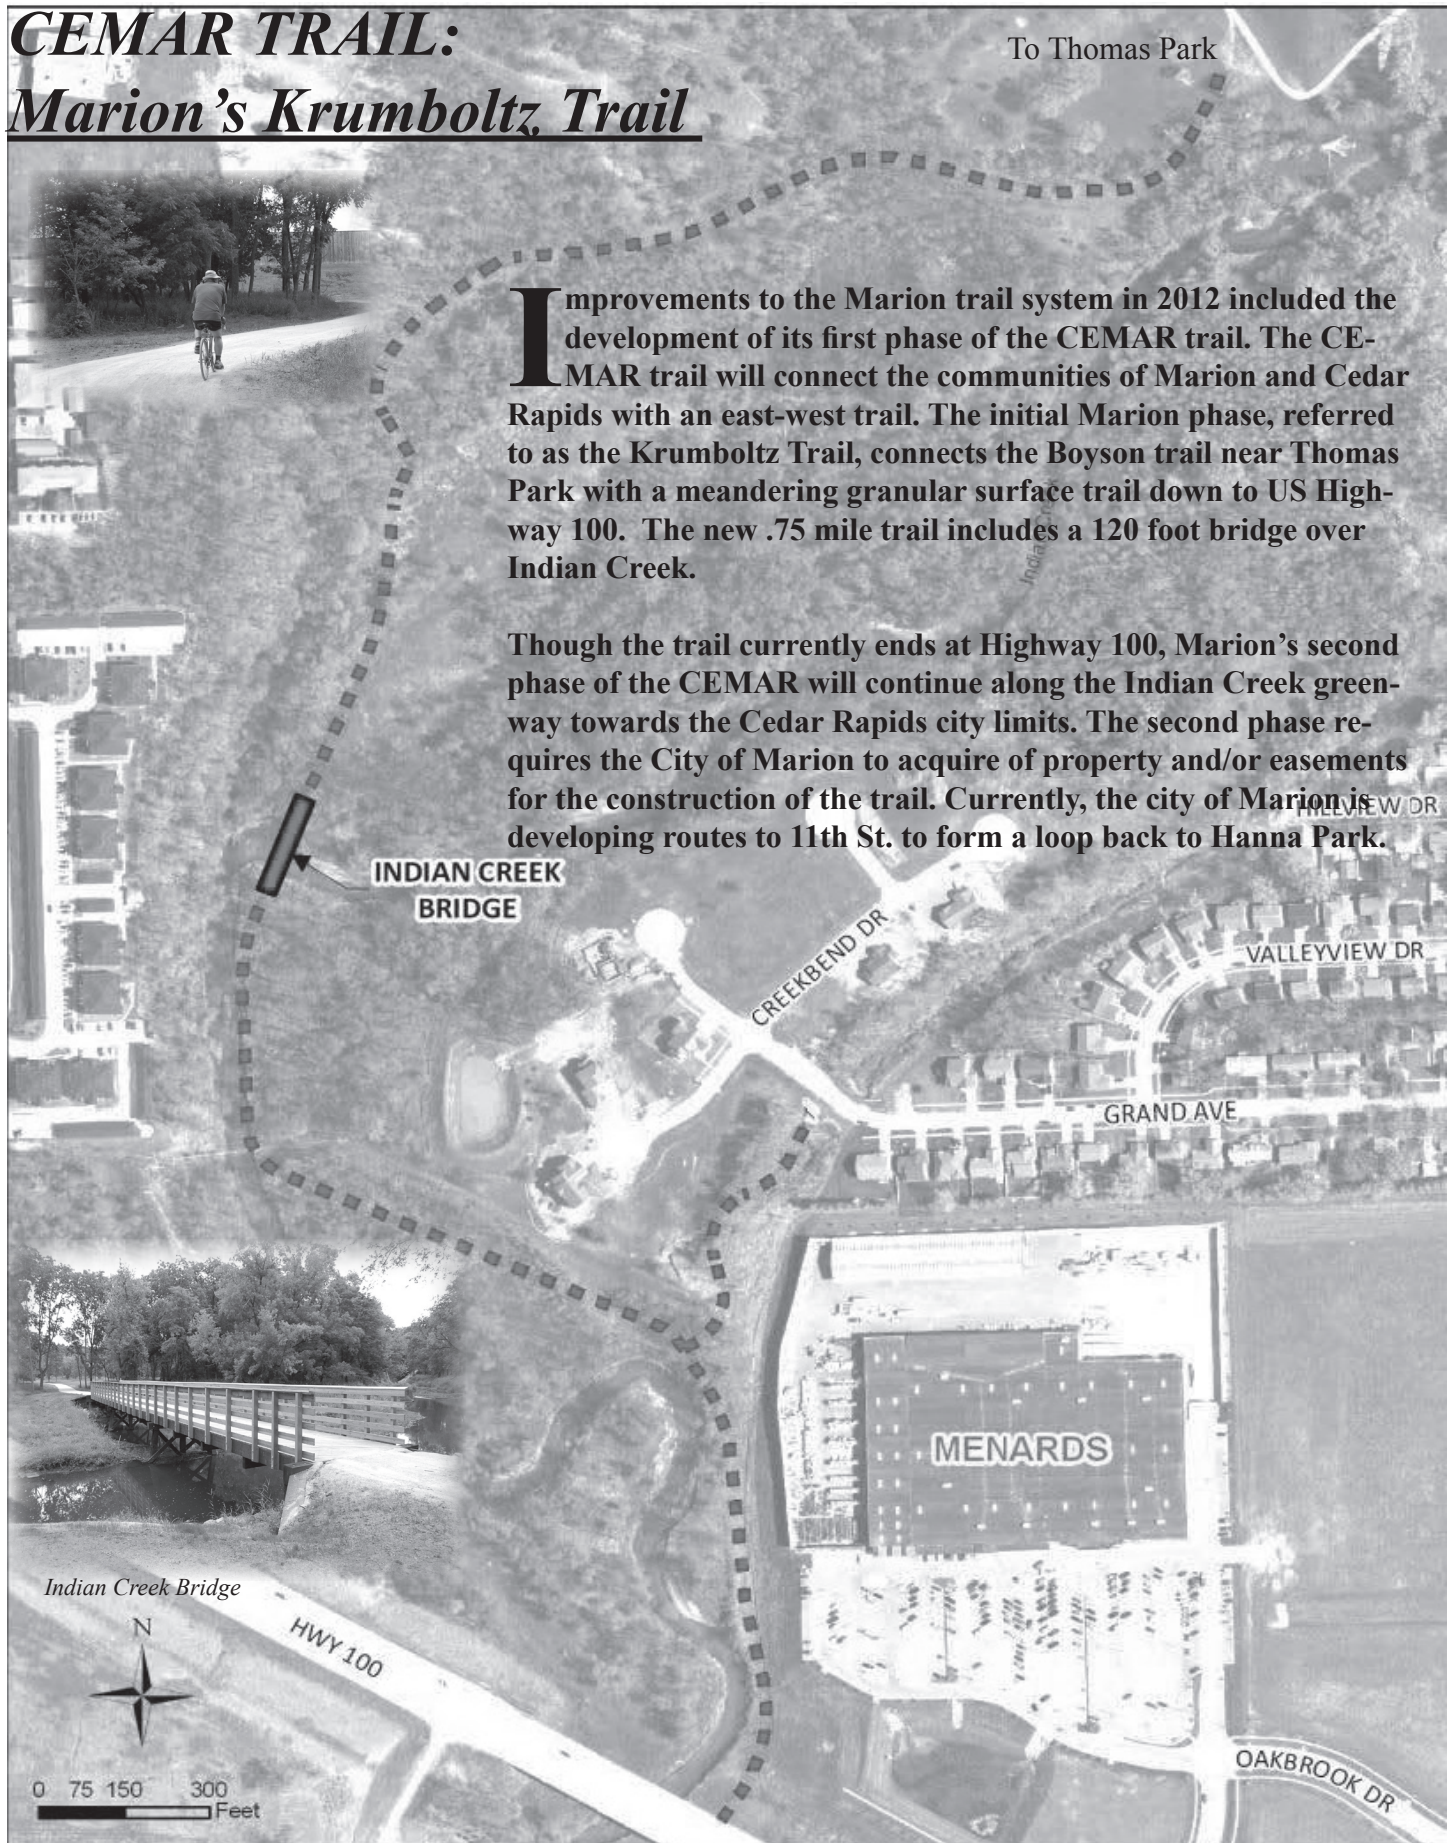 CEMAR TRAIL:
Marion's Krumboltz Trail
To Thomas Park
Improvements to the Marion trail system in 2012 included the
development of its first phase of the CEMAR trail. The CE-
MAR trail will connect the communities of Marion and Cedar
Rapids with an east-west trail. The initial Marion phase, referred
to as the Krumboltz Trail, connects the Boyson trail near Thomas
Park with a meandering granular surface trail down to US High-
way 100.  The new .75 mile trail includes a 120 foot bridge over
Indian Creek.
Though the trail currently ends at Highway 100, Marion's second
phase of the CEMAR will continue along the Indian Creek green-
way towards the Cedar Rapids city limits. The second phase re-
quires the City of Marion to acquire of property and/or easements
for the construction of the trail. Currently, the city of Marion is
developing routes to 11th St. to form a loop back to Hanna Park.
HILLVIEW DR
INDIAN CREEK
BRIDGE
CREEKBEND DR
VALLEYVIEW DR
GRAND AVE
MENARDS
Indian Creek Bridge
N
HWY 100
0 75 150 300
Feet
OAKBROOK DR